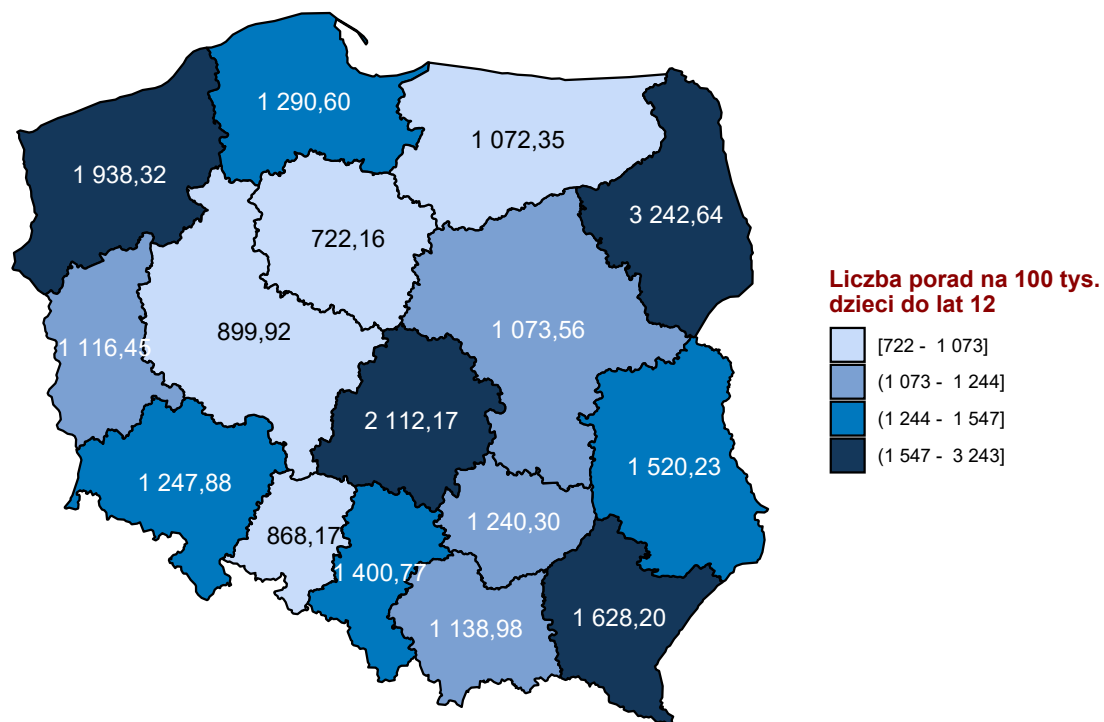 1 290,60
1 072,35
1 938,32
3 242,64
722,16
1 073,56
899,92
1 116,45
2 112,17
1 520,23
1 247,88
1 240,30
868,17
1 400,77
1 628,20
1 138,98
Liczba porad na 100 tys.
dzieci do lat 12
[722 - 1 073]
(1 073 - 1 244]
(1 244 - 1 547]
(1 547 - 3 243]